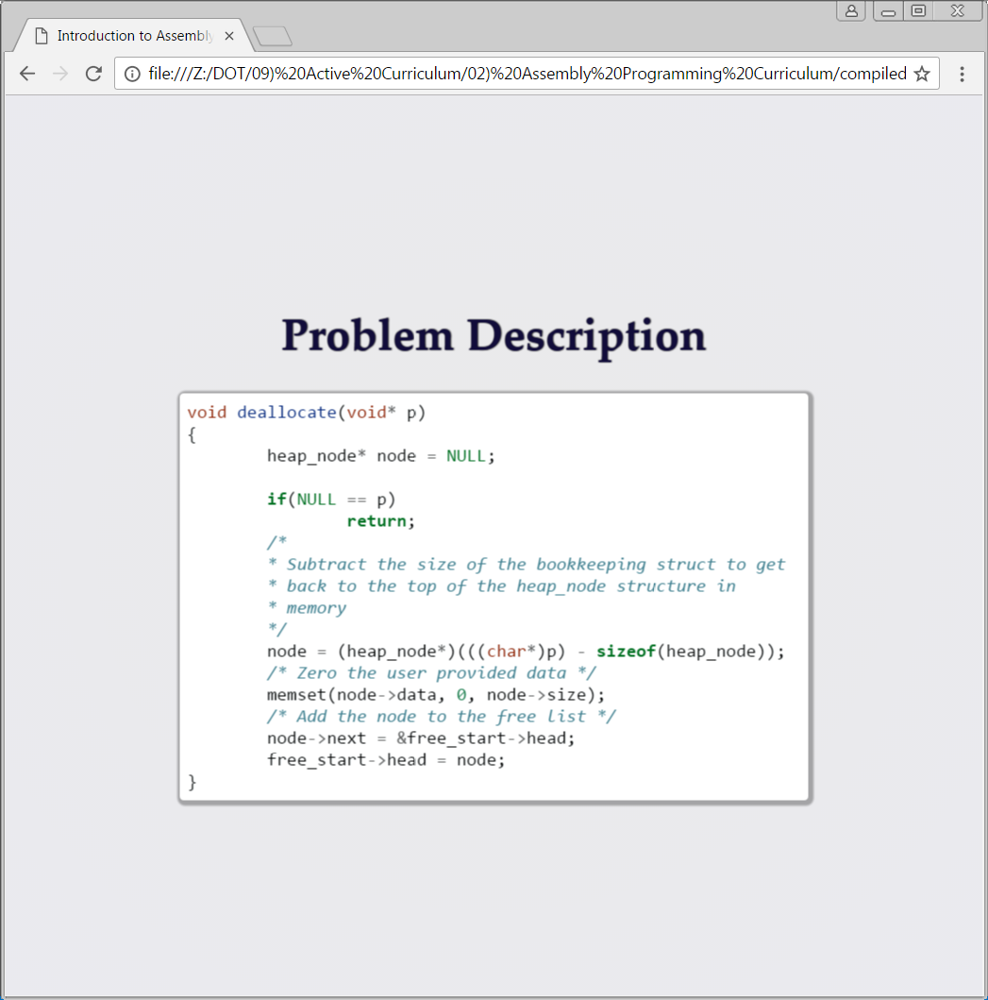 Introduction to Assembly
file:///Z:/DOT/09)%20Active%20Curriculum/02)%20Assembly%20Programming%20Curriculum/compiled
Problem Description
void deallocate(void* p)
{
        heap_node* node = NULL;

        if(NULL == p)
                return;
        /*
        * Subtract the size of the bookkeeping struct to get
        * back to the top of the heap_node structure in
        * memory
        */
        node = (heap_node*)(((char*)p) - sizeof(heap_node));
        /* Zero the user provided data */
        memset(node->data, 0, node->size);
        /* Add the node to the free list */
        node->next = &free_start->head;
        free_start->head = node;
}